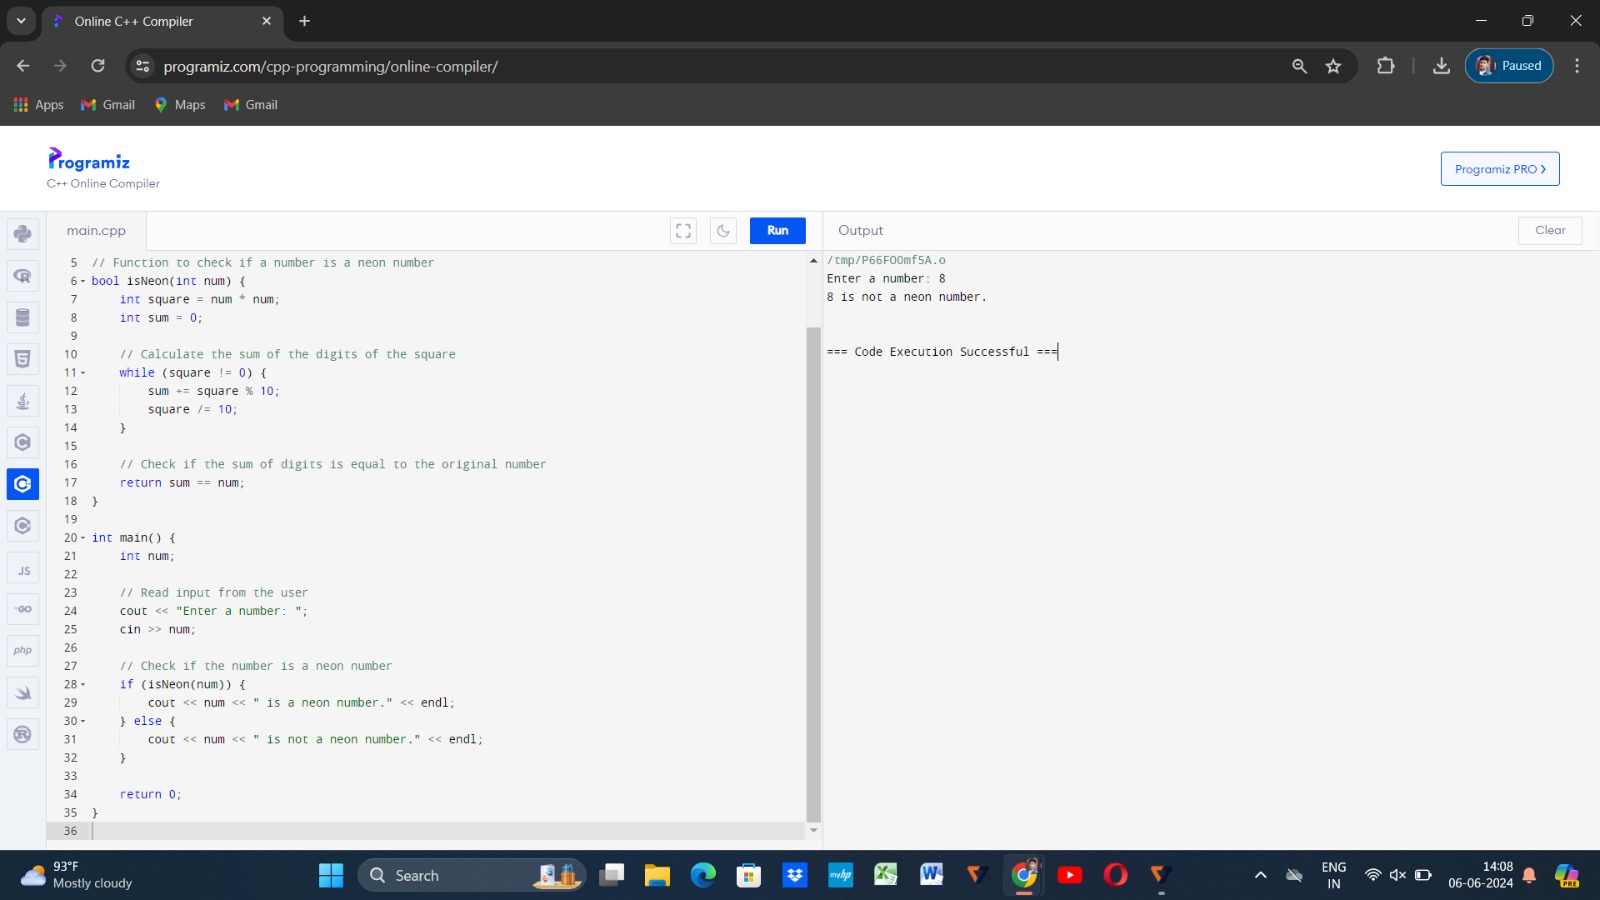 Online C++ Compiler
programiz.com/cpp-programming/online-compiler/
Paused
Apps Gmail Maps Gmail
Programiz
C++ Online Compiler
Programiz PRO ❯
main.cpp
Run
Output
Clear
5 // Function to check if a number is a neon number
6 bool isNeon(int num) {
7 int square = num * num;
8 int sum = 0;
9
10 // Calculate the sum of the digits of the square
11 while (square != 0) {
12 sum += square % 10;
13 square /= 10;
14 }
15
16 // Check if the sum of digits is equal to the original number
17 return sum == num;
18 }
19
20 int main() {
21 int num;
22
23 // Read input from the user
24 cout << "Enter a number: ";
25 cin >> num;
26
27 // Check if the number is a neon number
28 if (isNeon(num)) {
29 cout << num << " is a neon number." << endl;
30 } else {
31 cout << num << " is not a neon number." << endl;
32 }
33
34 return 0;
35 }
36
/tmp/P66FOOmf5A.o
Enter a number: 8
8 is not a neon number.
=== Code Execution Successful ===
JS
GO
php
93°F
Mostly cloudy
Search
myhp
ENG
IN
14:08
06-06-2024
PRE